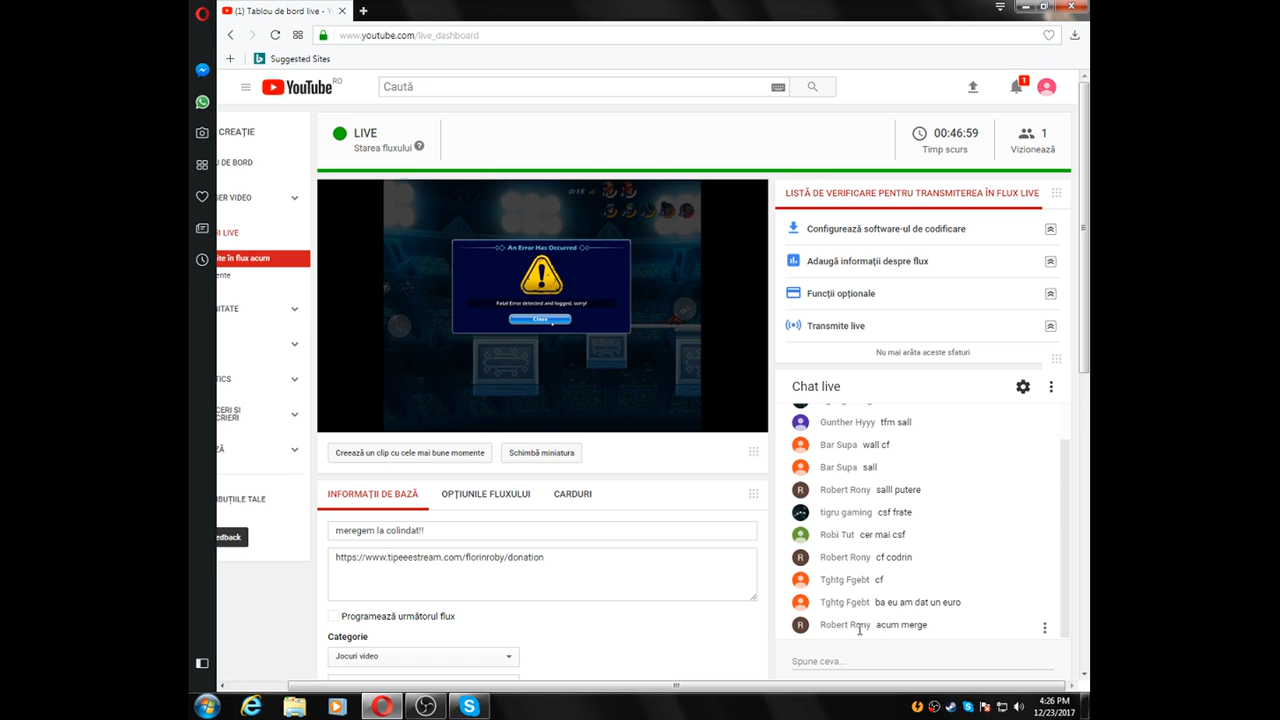 (1) Tablou de bord live - Y
www.youtube.com/live_dashboard
Suggested Sites
YouTube RO
Caută
1
CREAȚIE
U DE BORD
LIVE
Starea fluxului
00:46:59
Timp scurs
1
Vizionează
SER VIDEO
RI LIVE
ite în flux acum
ente
ITATE
TICS
CERI ȘI
CRIERI
ZĂ
IBUȚIILE TALE
edback
0:15
An Error Has Occurred
Fatal Error detected and logged, sorry!
Close
LISTĂ DE VERIFICARE PENTRU TRANSMITEREA ÎN FLUX LIVE
Configurează software-ul de codificare
Adaugă informații despre flux
Funcții opționale
Transmite live
Nu mai arăta aceste sfaturi
Creează un clip cu cele mai bune momente
Schimbă miniatura
INFORMAȚII DE BAZĂ
OPȚIUNILE FLUXULUI
CARDURI
meregem la colindat!!
https://www.tipeeestream.com/florinroby/donation
Programează următorul flux
Categorie
Jocuri video
Chat live
Gunther Hyyy tfm sall
Bar Supa wall cf
Bar Supa sall
R Robert Rony salll putere
tigru gaming csf frate
Robi Tut cer mai csf
R Robert Rony cf codrin
Tghtg Fgebt cf
Tghtg Fgebt ba eu am dat un euro
R Robert Rony acum merge
Spune ceva...
4:26 PM
12/23/2017